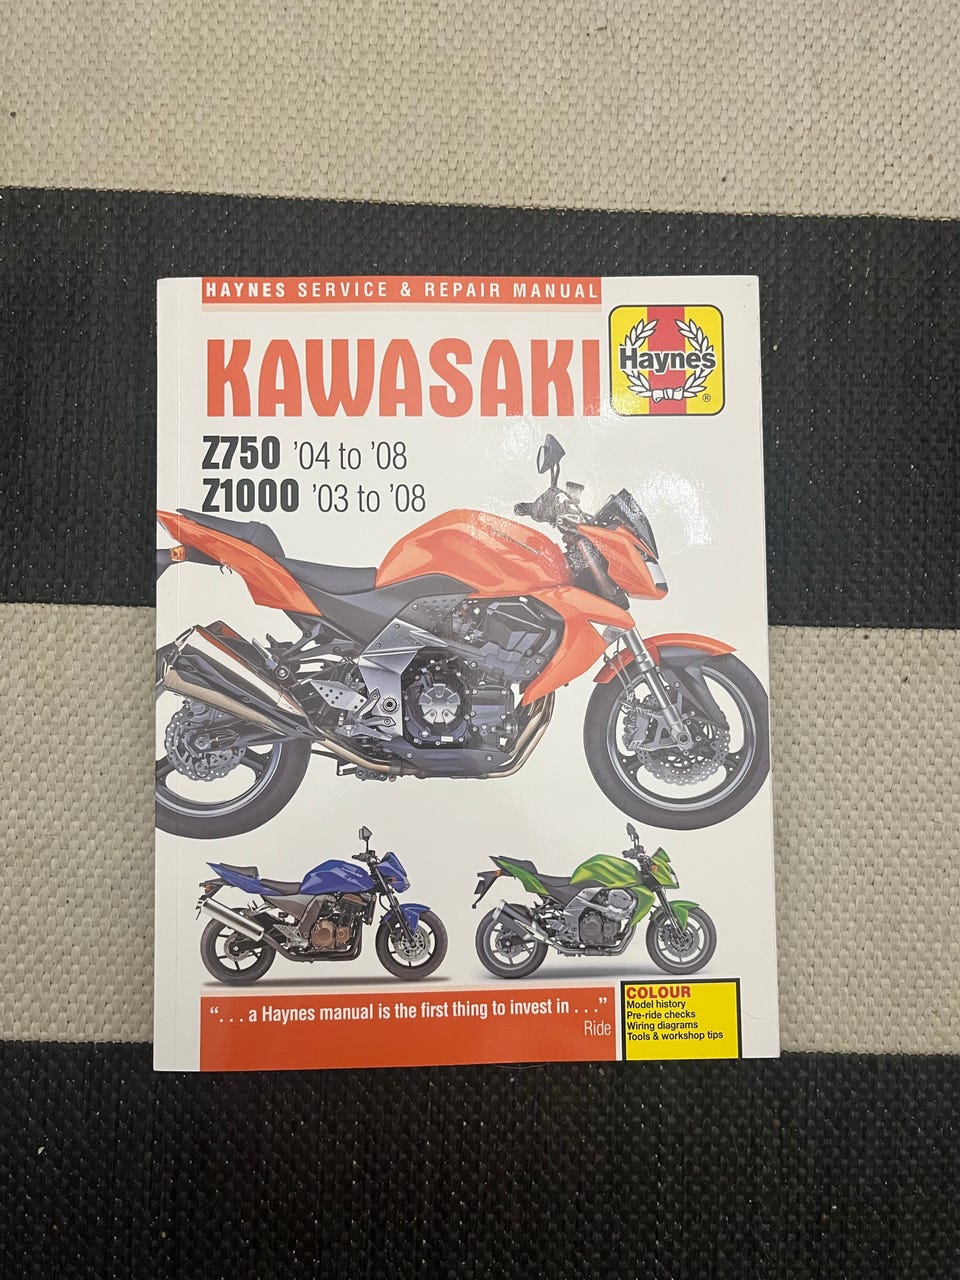 HAYNES SERVICE & REPAIR MANUAL
Haynes
®
KAWASAKI
Z750 ’04 to ’08
Z1000 ’03 to ’08
“. . . a Haynes manual is the first thing to invest in . . .”
Ride
COLOUR
Model history
Pre-ride checks
Wiring diagrams
Tools & workshop tips